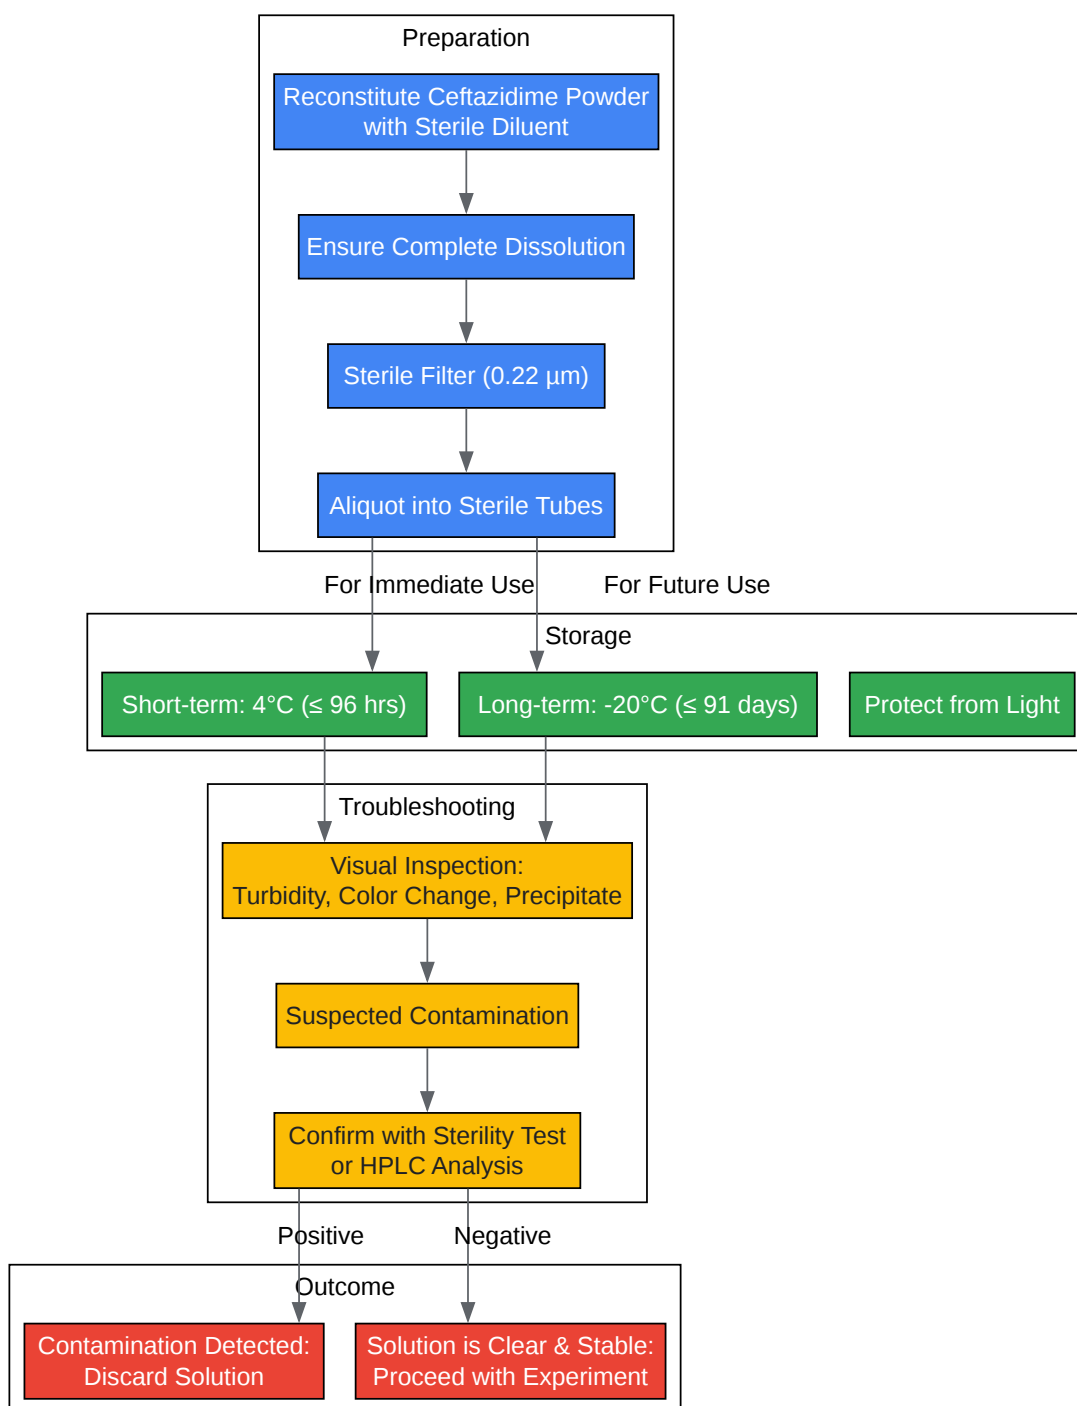 Preparation
Reconstitute Ceftazidime Powder
with Sterile Diluent
Ensure Complete Dissolution
Sterile Filter (0.22 µm)
Aliquot into Sterile Tubes
For Immediate Use
For Future Use
Storage
Short-term: 4°C (≤ 96 hrs)
Long-term: -20°C (≤ 91 days)
Protect from Light
Troubleshooting
Visual Inspection:
Turbidity, Color Change, Precipitate
Suspected Contamination
Confirm with Sterility Test
or HPLC Analysis
Positive
Negative
Outcome
Contamination Detected:
Discard Solution
Solution is Clear & Stable:
Proceed with Experiment